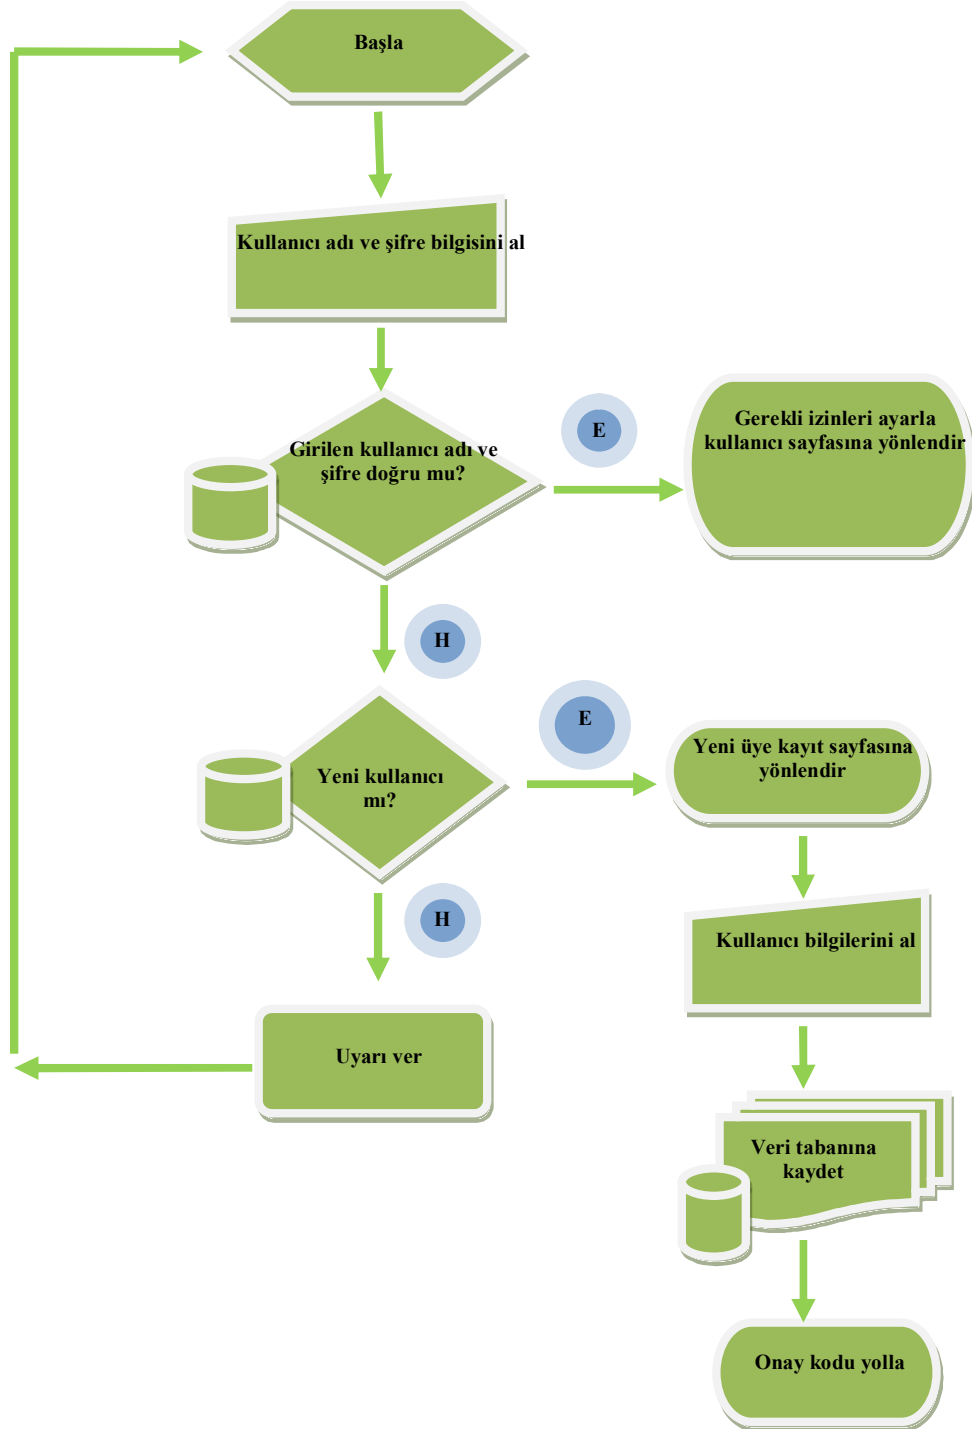 Başla
Kullanıcı adı ve şifre bilgisini al
Girilen kullanıcı adı ve
şifre doğru mu?
E
Gerekli izinleri ayarla
kullanıcı sayfasına yönlendir
H
Yeni kullanıcı
mı?
E
Yeni üye kayıt sayfasına
yönlendir
H
Kullanıcı bilgilerini al
Uyarı ver
Veri tabanına
kaydet
Onay kodu yolla